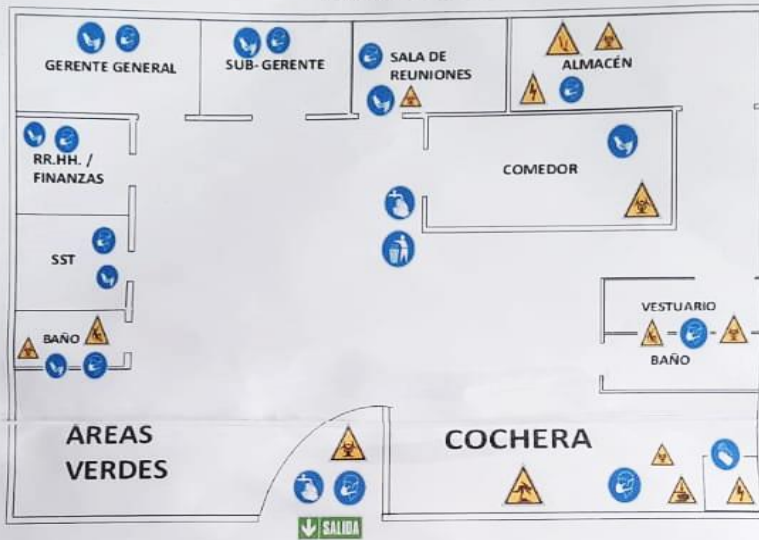 GERENTE GENERAL
SUB- GERENTE
SALA DE
REUNIONES
ALMACÉN
RR.HH. /
FINANZAS
COMEDOR
SST
VESTUARIO
BAÑO
BAÑO
AREAS
VERDES
COCHERA
SALIDA